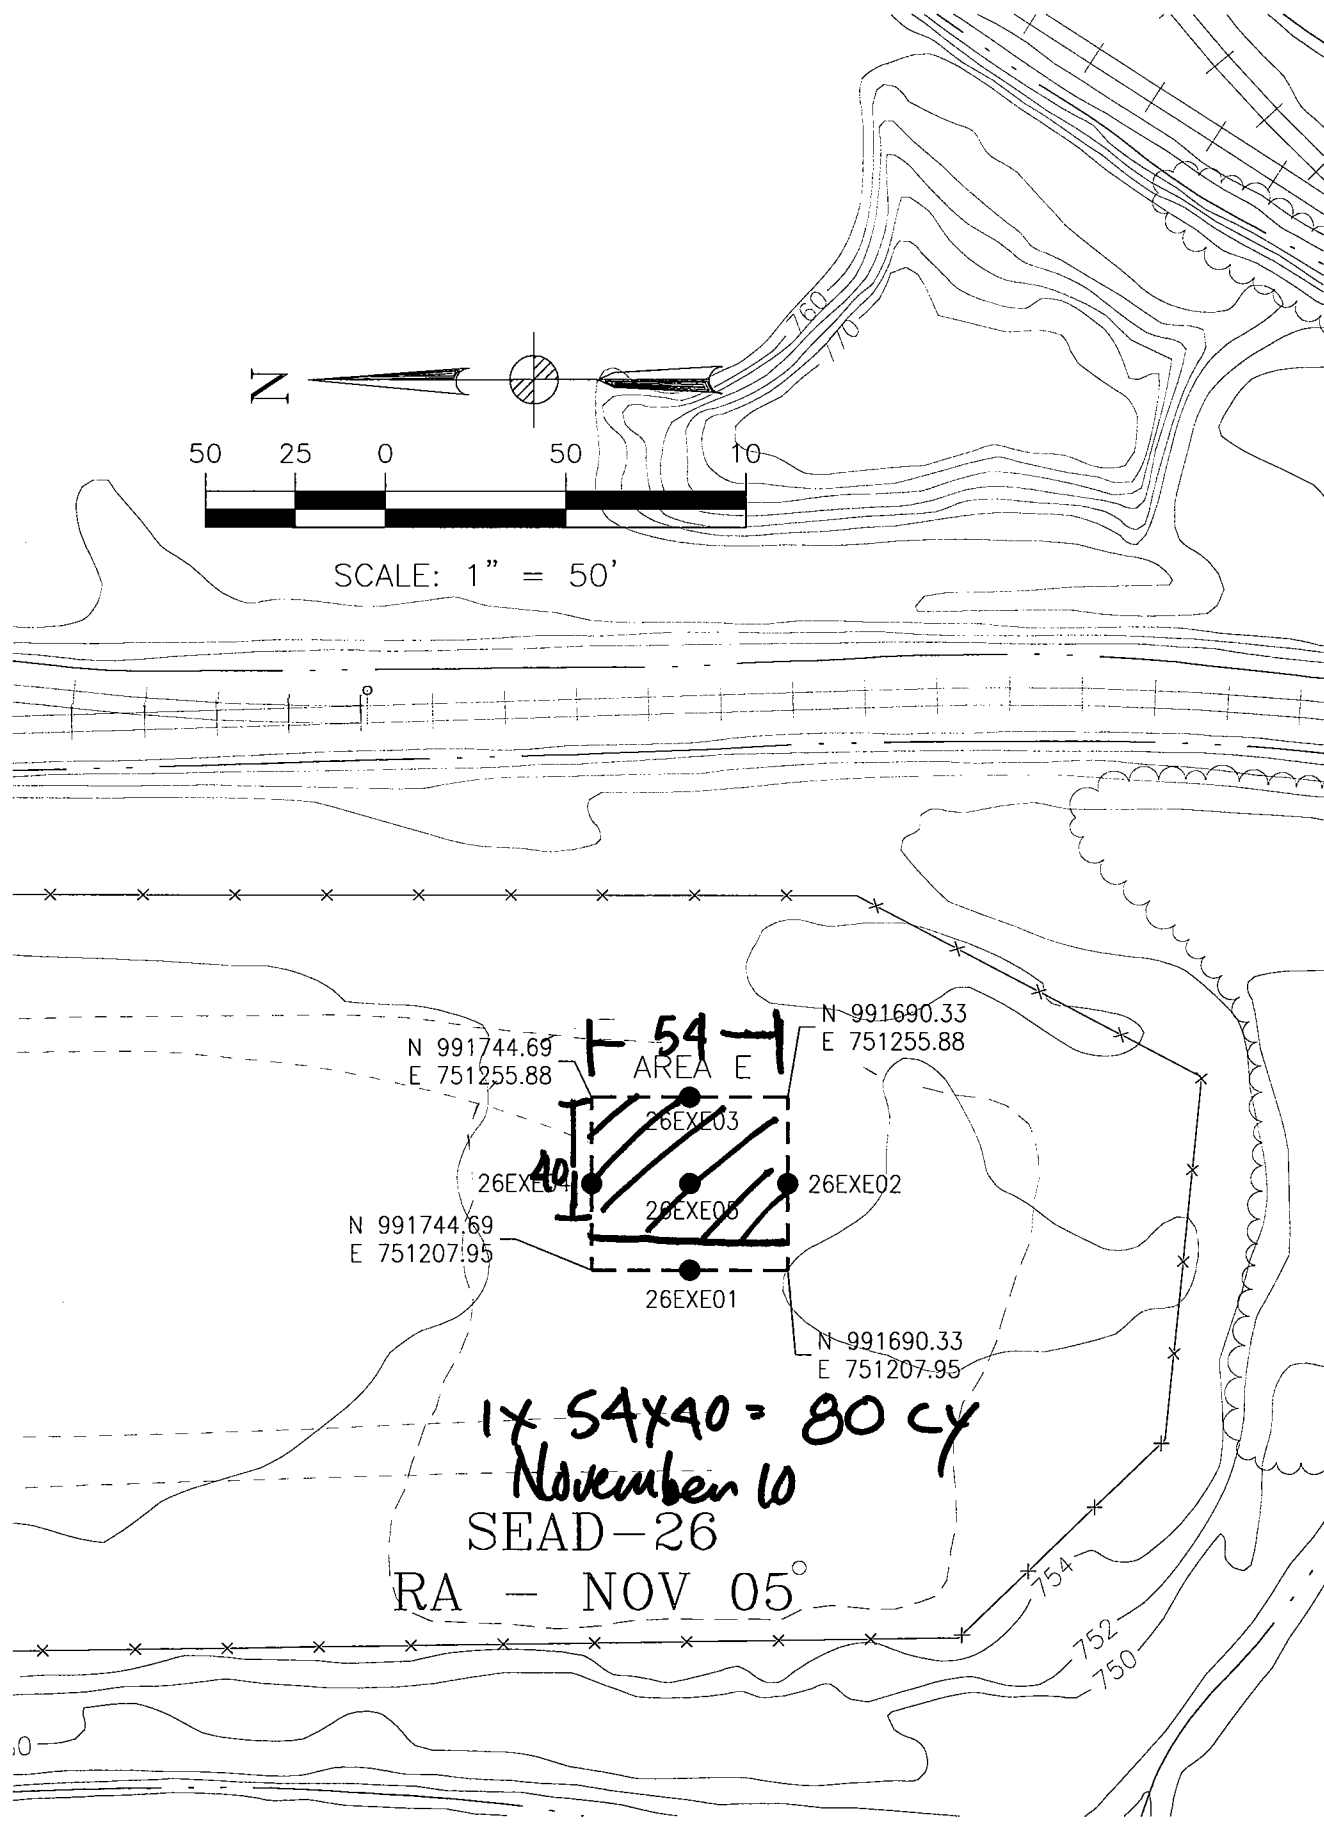 760
770
N
50 25 0 50 10
SCALE: 1" = 50'
N 991690.33
E 751255.88
54
N 991744.69
E 751255.88
AREA E
26EXE03
40
26EXE04
26EXE05
26EXE02
N 991744.69
E 751207.95
26EXE01
N 991690.33
E 751207.95
1 x 54x40 = 80 CY
November 10
SEAD-26
RA - NOV 05
754
752
750